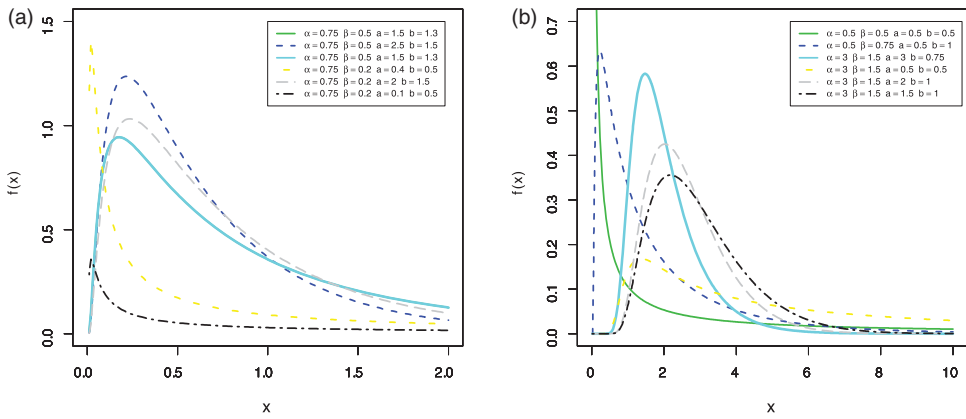 (a)
1.5
1.0
0.5
0.0
f(x)
0.0 0.5 1.0 1.5 2.0
x
α = 0.75 β = 0.5 a = 1.5 b = 1.3
α = 0.75 β = 0.5 a = 2.5 b = 1.5
α = 0.75 β = 0.5 a = 1.5 b = 1.3
α = 0.75 β = 0.2 a = 0.4 b = 0.5
α = 0.75 β = 0.2 a = 2 b = 1.5
α = 0.75 β = 0.2 a = 0.1 b = 0.5
(b)
0.7
0.6
0.5
0.4
0.3
0.2
0.1
0.0
f(x)
0 2 4 6 8 10
x
α = 0.5 β = 0.5 a = 0.5 b = 0.5
α = 0.5 β = 0.75 a = 0.5 b = 1
α = 3 β = 1.5 a = 3 b = 0.75
α = 3 β = 1.5 a = 0.5 b = 0.5
α = 3 β = 1.5 a = 2 b = 1
α = 3 β = 1.5 a = 1.5 b = 1